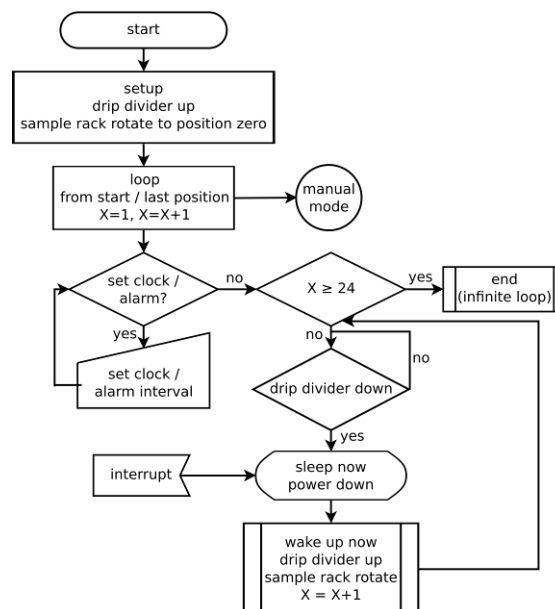 start
setup
drip divider up
sample rack rotate to position zero
loop
from start / last position
X=1, X=X+1
manual
mode
set clock /
alarm?
no
X ≥ 24
yes
end
(infinite loop)
yes
set clock /
alarm interval
no
no
drip divider down
yes
interrupt
sleep now
power down
wake up now
drip divider up
sample rack rotate
X = X+1